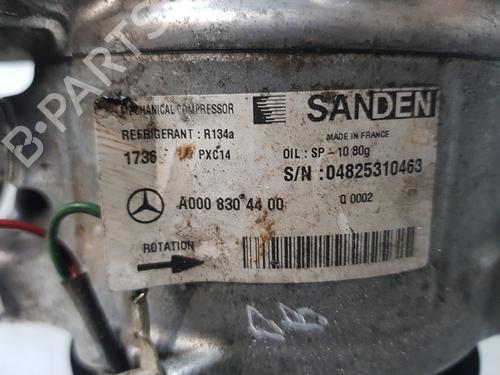 MECHANICAL COMPRESSOR
SANDEN
REFRIGERANT : R134a
MADE IN FRANCE
1736 PXC14
OIL : SP-10 80g
S/N : 04825310463
A000 830 44 00
Q 0002
ROTATION